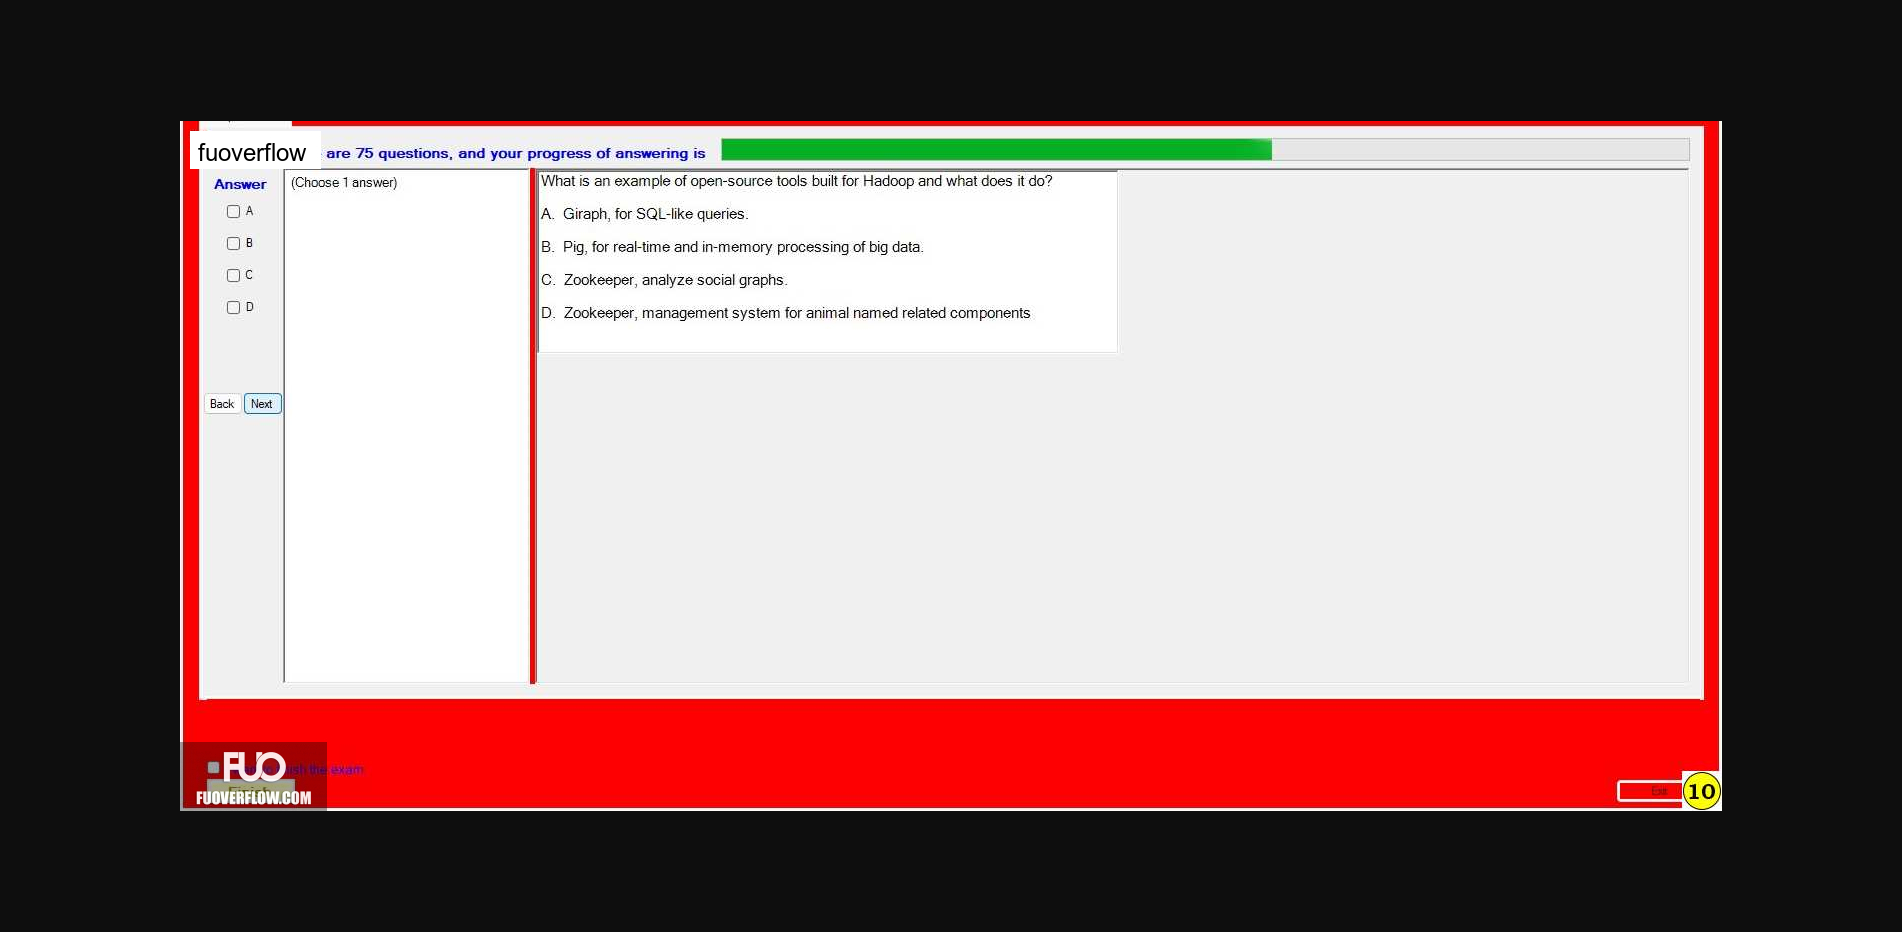 fuoverflow are 75 questions, and your progress of answering is
Answer
(Choose 1 answer)
A
B
C
D
Back Next
What is an example of open-source tools built for Hadoop and what does it do?
A. Giraph, for SQL-like queries.
B. Pig, for real-time and in-memory processing of big data.
C. Zookeeper, analyze social graphs.
D. Zookeeper, management system for animal named related components
FUO
the exam
Finish
FUOVERFLOW.COM
Exit
10